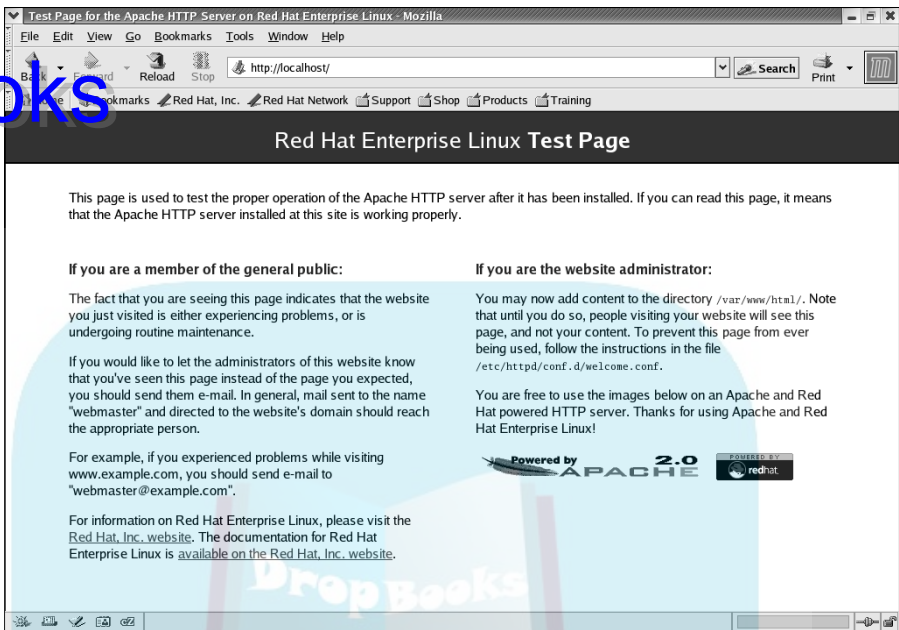 Test Page for the Apache HTTP Server on Red Hat Enterprise Linux - Mozilla
File Edit View Go Bookmarks Tools Window Help
Back Forward Reload Stop http://localhost/ Search Print
Home Bookmarks Red Hat, Inc. Red Hat Network Support Shop Products Training
oks
Red Hat Enterprise Linux Test Page
This page is used to test the proper operation of the Apache HTTP server after it has been installed. If you can read this page, it means
that the Apache HTTP server installed at this site is working properly.
If you are a member of the general public:
The fact that you are seeing this page indicates that the website
you just visited is either experiencing problems, or is
undergoing routine maintenance.
If you would like to let the administrators of this website know
that you've seen this page instead of the page you expected,
you should send them e-mail. In general, mail sent to the name
"webmaster" and directed to the website's domain should reach
the appropriate person.
For example, if you experienced problems while visiting
www.example.com, you should send e-mail to
"webmaster@example.com".
For information on Red Hat Enterprise Linux, please visit the
Red Hat, Inc. website. The documentation for Red Hat
Enterprise Linux is available on the Red Hat, Inc. website.
If you are the website administrator:
You may now add content to the directory /var/www/html/. Note
that until you do so, people visiting your website will see this
page, and not your content. To prevent this page from ever
being used, follow the instructions in the file
/etc/httpd/conf.d/welcome.conf.
You are free to use the images below on an Apache and Red
Hat powered HTTP server. Thanks for using Apache and Red
Hat Enterprise Linux!
Powered by APACHE 2.0
POWERED BY redhat.
DropBooks